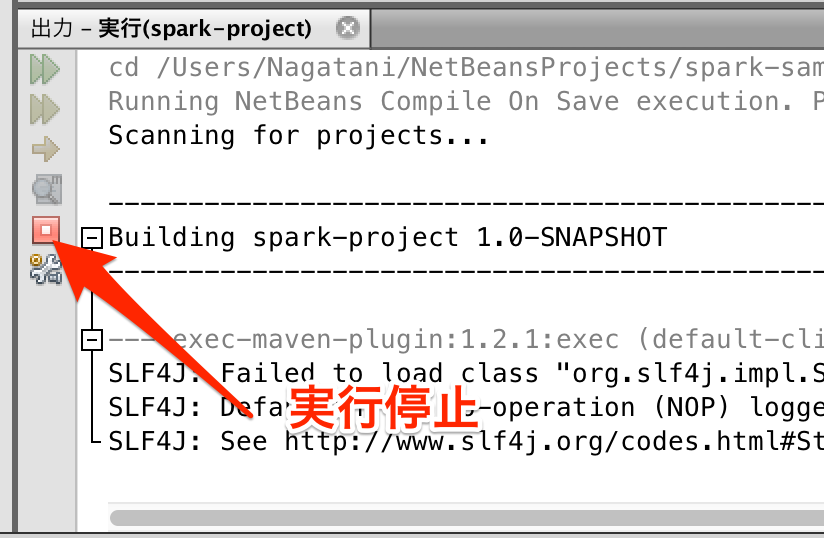 出力 – 実行(spark-project)
cd /Users/Nagatani/NetBeansProjects/spark-sam
Running NetBeans Compile On Save execution. P
Scanning for projects...
------------------------------------------------------------------------
Building spark-project 1.0-SNAPSHOT
------------------------------------------------------------------------
--- exec-maven-plugin:1.2.1:exec (default-cli
SLF4J: Failed to load class "org.slf4j.impl.S
SLF4J: Defa -operation (NOP) logge
実行停止
SLF4J: See http://www.slf4j.org/codes.html#St